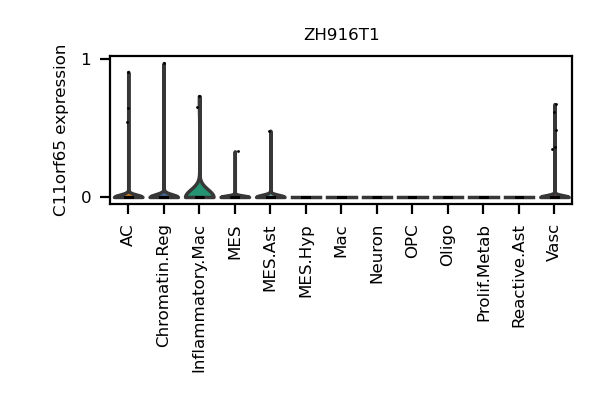 ZH916T1
C11orf65 expression
1
0
AC
Chromatin.Reg
Inflammatory.Mac
MES
MES.Ast
MES.Hyp
Mac
Neuron
OPC
Oligo
Prolif.Metab
Reactive.Ast
Vasc